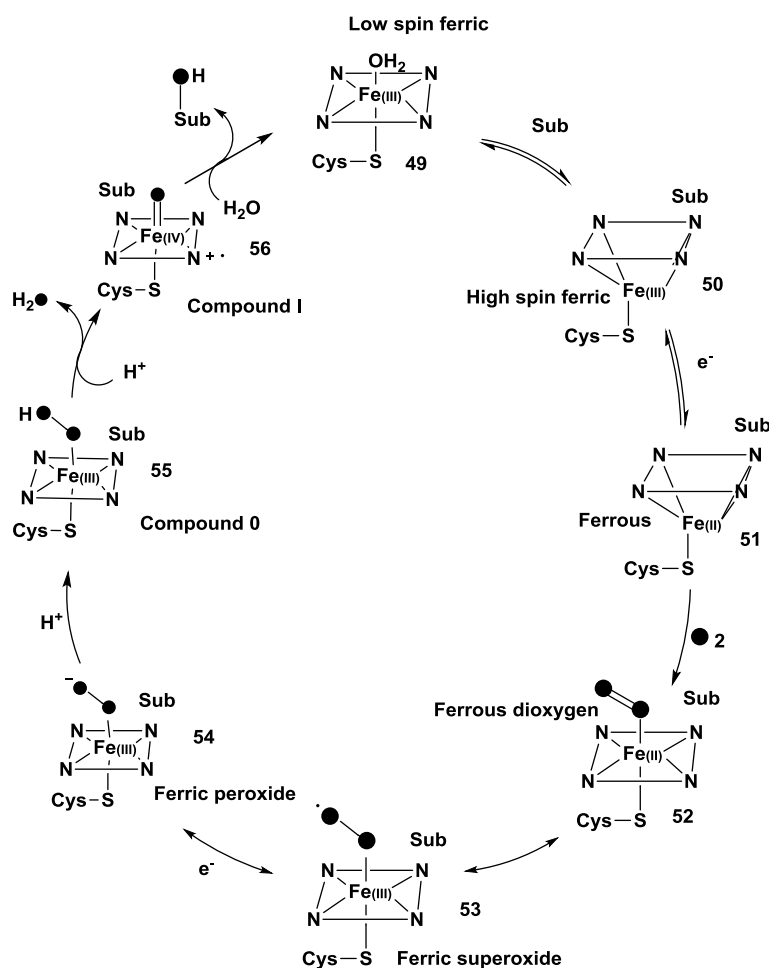 Low spin ferric
N OH2 N
Fe(III)
N N
Cys–S
49
Sub
Sub
N N
N N
Fe(III)
High spin ferric
50
Cys–S
e-
Sub
N N
N N
Ferrous
Fe(II)
51
Cys–S
2
Ferrous dioxygen
Sub
N N
Fe(II)
N N
Cys–S
52
Sub
N N
Fe(III)
N N
53
Cys–S
Ferric superoxide
e-
–
Sub
N N
Fe(III)
N N
54
Cys–S
Ferric peroxide
H+
H
Sub
N N
Fe(III)
N N
55
Cys–S
Compound 0
H+
H2
Sub
N N
Fe(IV)
N N + ·
56
Cys–S
Compound I
H2O
H
Sub